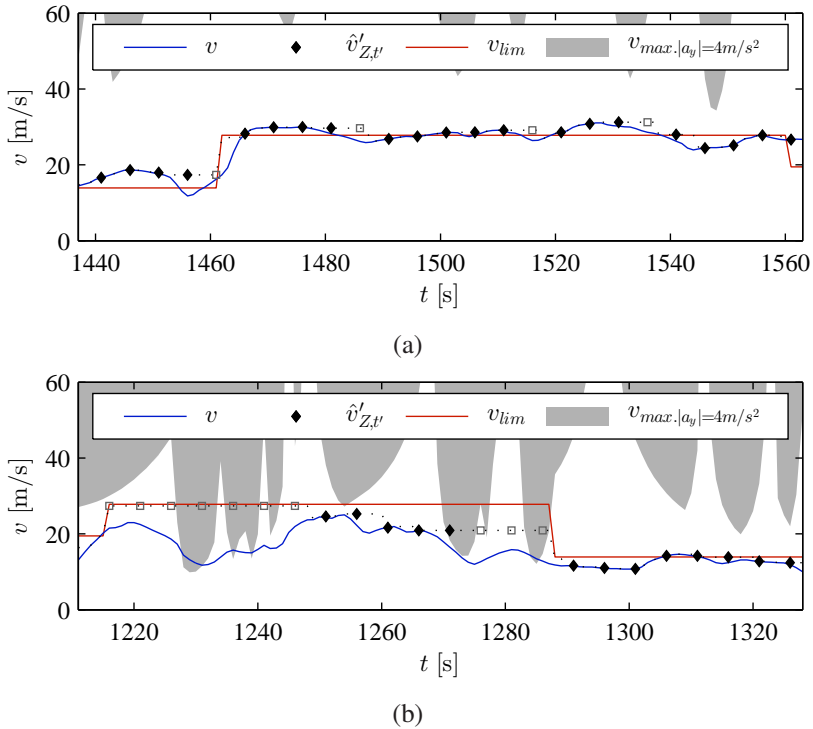 60
v v̂′Z,t′ vlim vmax.|ay|=4m/s²
40
20
0
v [m/s]
1440 1460 1480 1500 1520 1540 1560
t [s]
(a)
60
v v̂′Z,t′ vlim vmax.|ay|=4m/s²
40
20
0
v [m/s]
1220 1240 1260 1280 1300 1320
t [s]
(b)